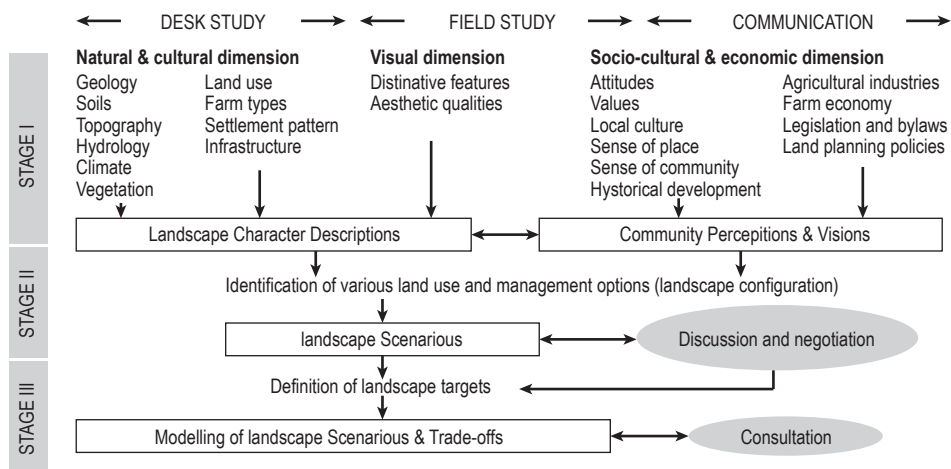 DESK STUDY FIELD STUDY COMMUNICATION
Natural & cultural dimension
Geology
Soils
Topography
Hydrology
Climate
Vegetation
Land use
Farm types
Settlement pattern
Infrastructure
Visual dimension
Distinative features
Aesthetic qualities
Socio-cultural & economic dimension
Attitudes
Values
Local culture
Sense of place
Sense of community
Hystorical development
Agricultural industries
Farm economy
Legislation and bylaws
Land planning policies
STAGE I
Landscape Character Descriptions
Community Perceptions & Visions
STAGE II
Identification of various land use and management options (landscape configuration)
landscape Scenarious
Discussion and negotiation
STAGE III
Definition of landscape targets
Modelling of landscape Scenarious & Trade-offs
Consultation